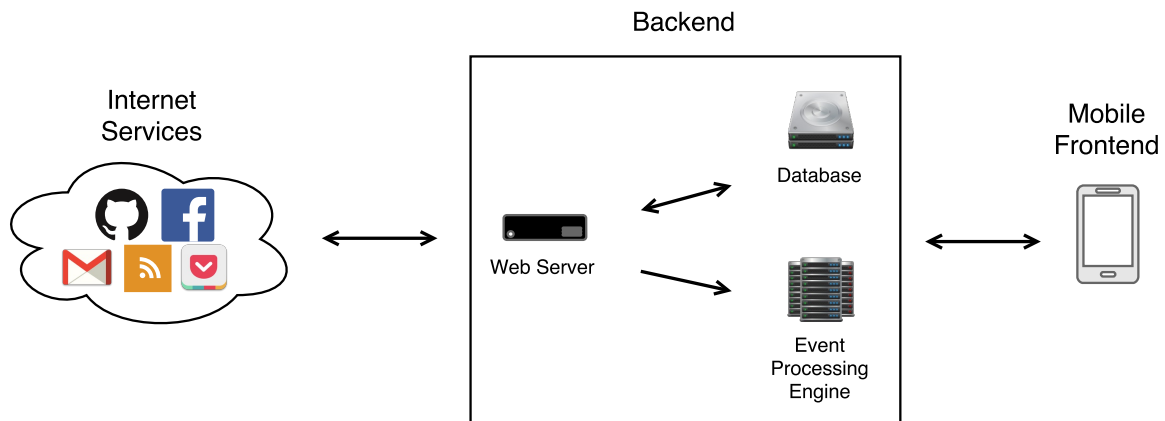 Backend
Internet
Services
Mobile
Frontend
Database
Web Server
Event
Processing
Engine